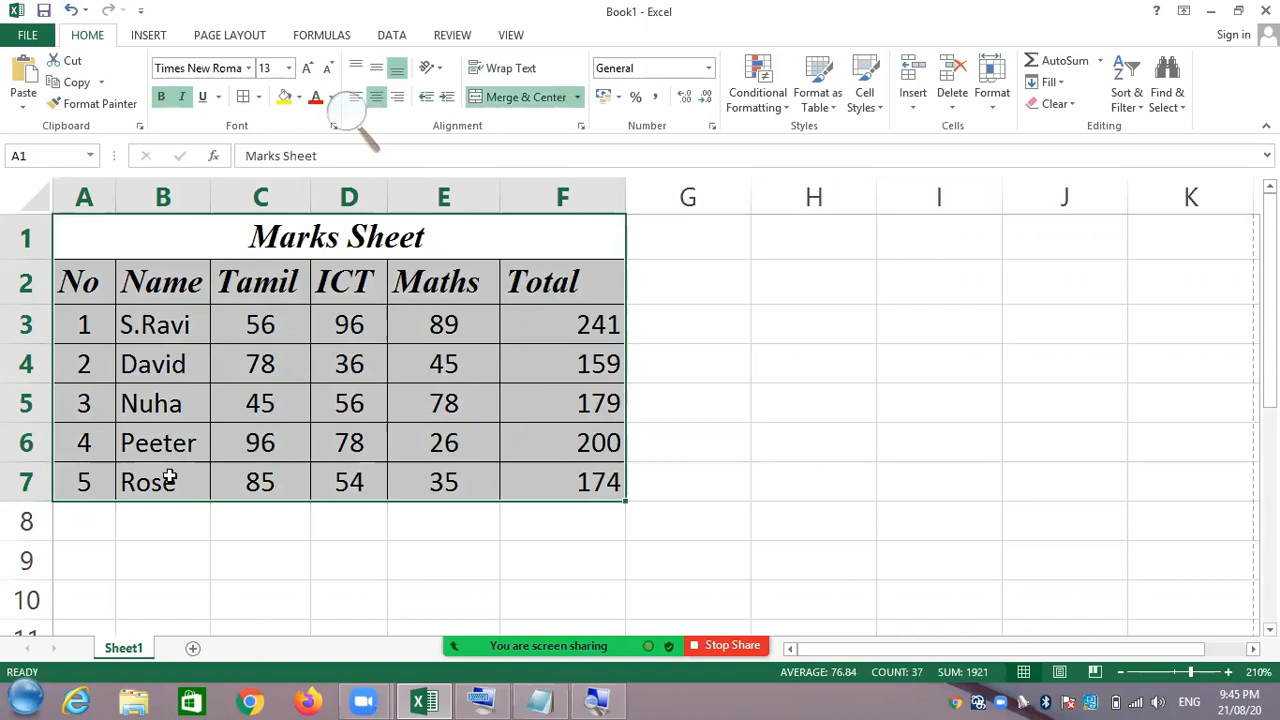 Book1 - Excel
?
FILE HOME INSERT PAGE LAYOUT FORMULAS DATA REVIEW VIEW Sign in
Paste Cut Copy Format Painter Clipboard
Times New Roma 13 B I U A Font
Wrap Text Merge & Center Alignment
General % , Number
Conditional Formatting Format as Table Cell Styles Styles
Insert Delete Format Cells
AutoSum Fill Clear Sort & Filter Find & Select Editing
A1 fx Marks Sheet
A B C D E F G H I J K
1 Marks Sheet
2 No Name Tamil ICT Maths Total
3 1 S.Ravi 56 96 89 241
4 2 David 78 36 45 159
5 3 Nuha 45 56 78 179
6 4 Peeter 96 78 26 200
7 5 Rose 85 54 35 174
8
9
10
11
Sheet1 You are screen sharing Stop Share
READY AVERAGE: 76.84 COUNT: 37 SUM: 1921 210%
ENG 9:45 PM
21/08/20